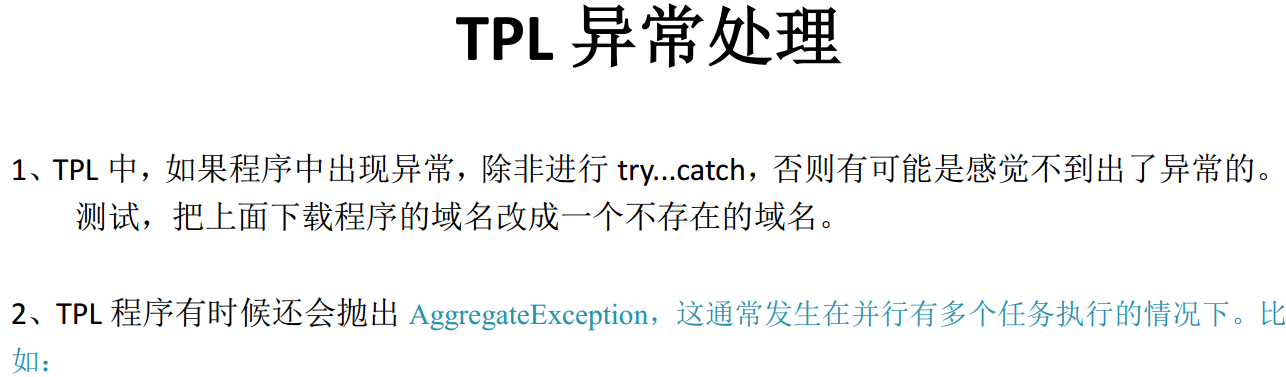 TPL 异常处理
1、TPL 中，如果程序中出现异常，除非进行 try...catch，否则有可能是感觉不到出了异常的。
测试，把上面下载程序的域名改成一个不存在的域名。
2、TPL 程序有时候还会抛出 AggregateException，这通常发生在并行有多个任务执行的情况下。比
如：